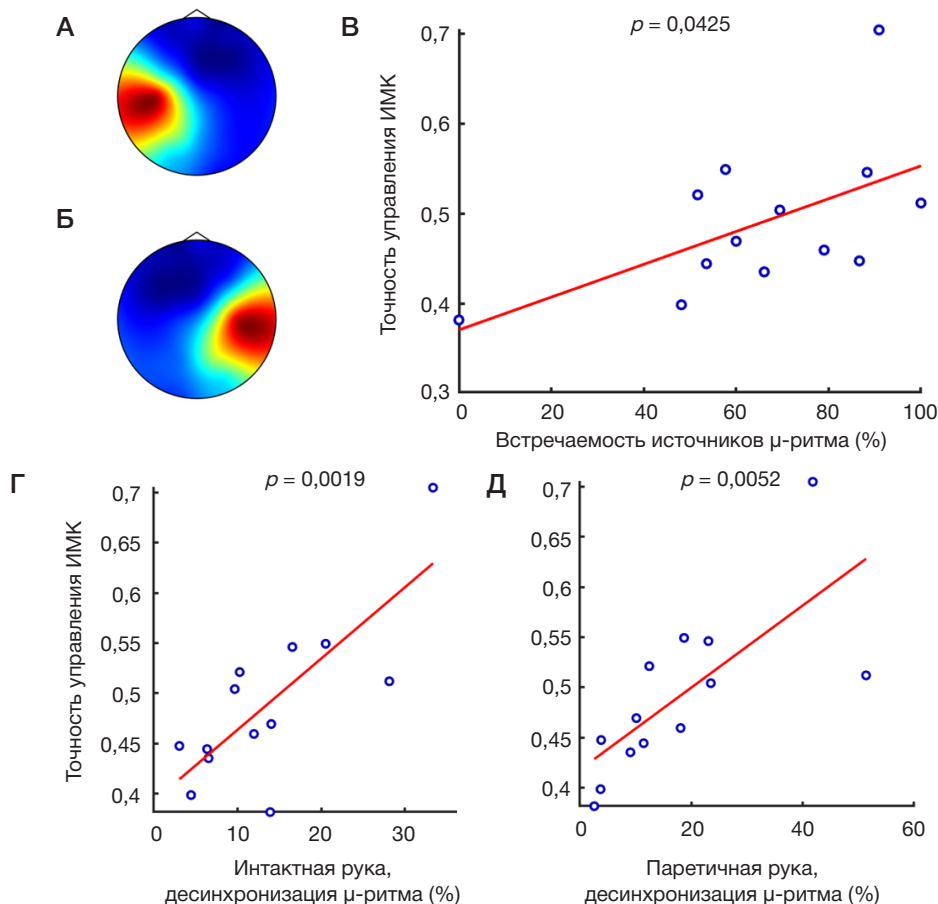 А
Б
В
p = 0,0425
Точность управления ИМК
0,7
0,6
0,5
0,4
0,3
0
20
40
60
80
100
Встречаемость источников μ-ритма (%)
Г
p = 0,0019
Точность управления ИМК
0,7
0,65
0,6
0,55
0,5
0,45
0,4
0
10
20
30
Интактная рука,
десинхронизация μ-ритма (%)
Д
p = 0,0052
0,7
0,65
0,6
0,55
0,5
0,45
0,4
0
20
40
60
Паретичная рука,
десинхронизация μ-ритма (%)